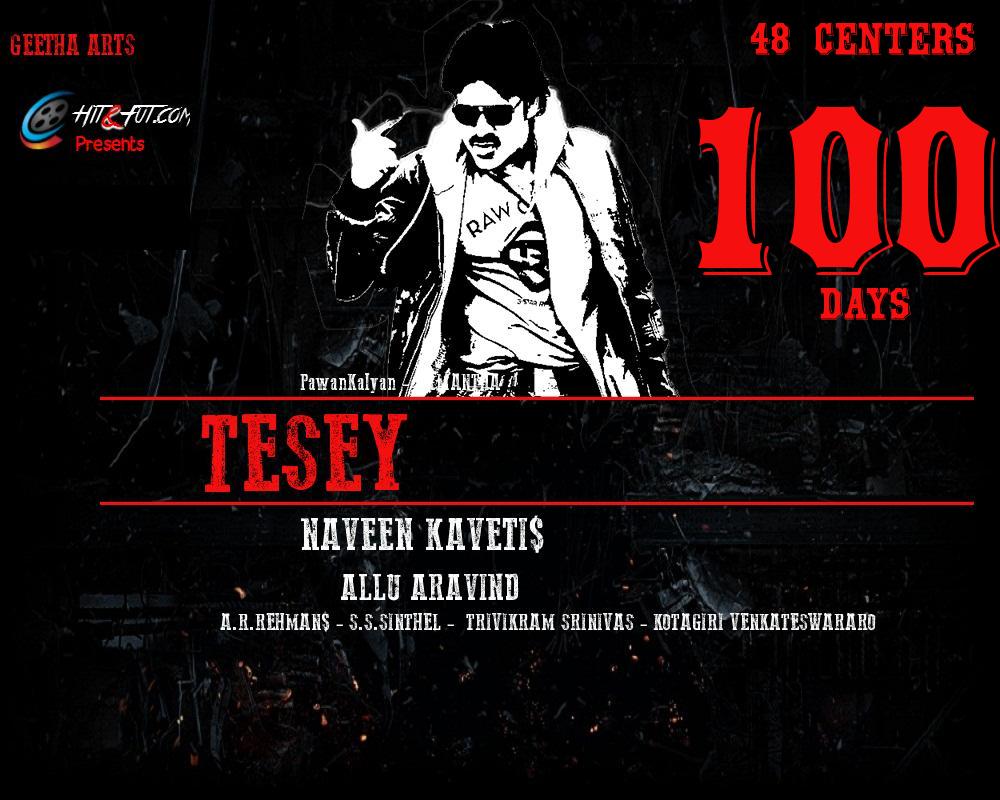 GEETHA ARTS
48 CENTERS
HIT&FUT.COM
Presents
100
DAYS
RAW
PawanKalyan -
TESEY
NAVEEN KAVETI$
ALLU ARAVIND
A.R.REHMAN$ - S.S.SINTHEL - TRIVIKRAM SRINIVAS - KOTAGIRI VENKATESWARARO